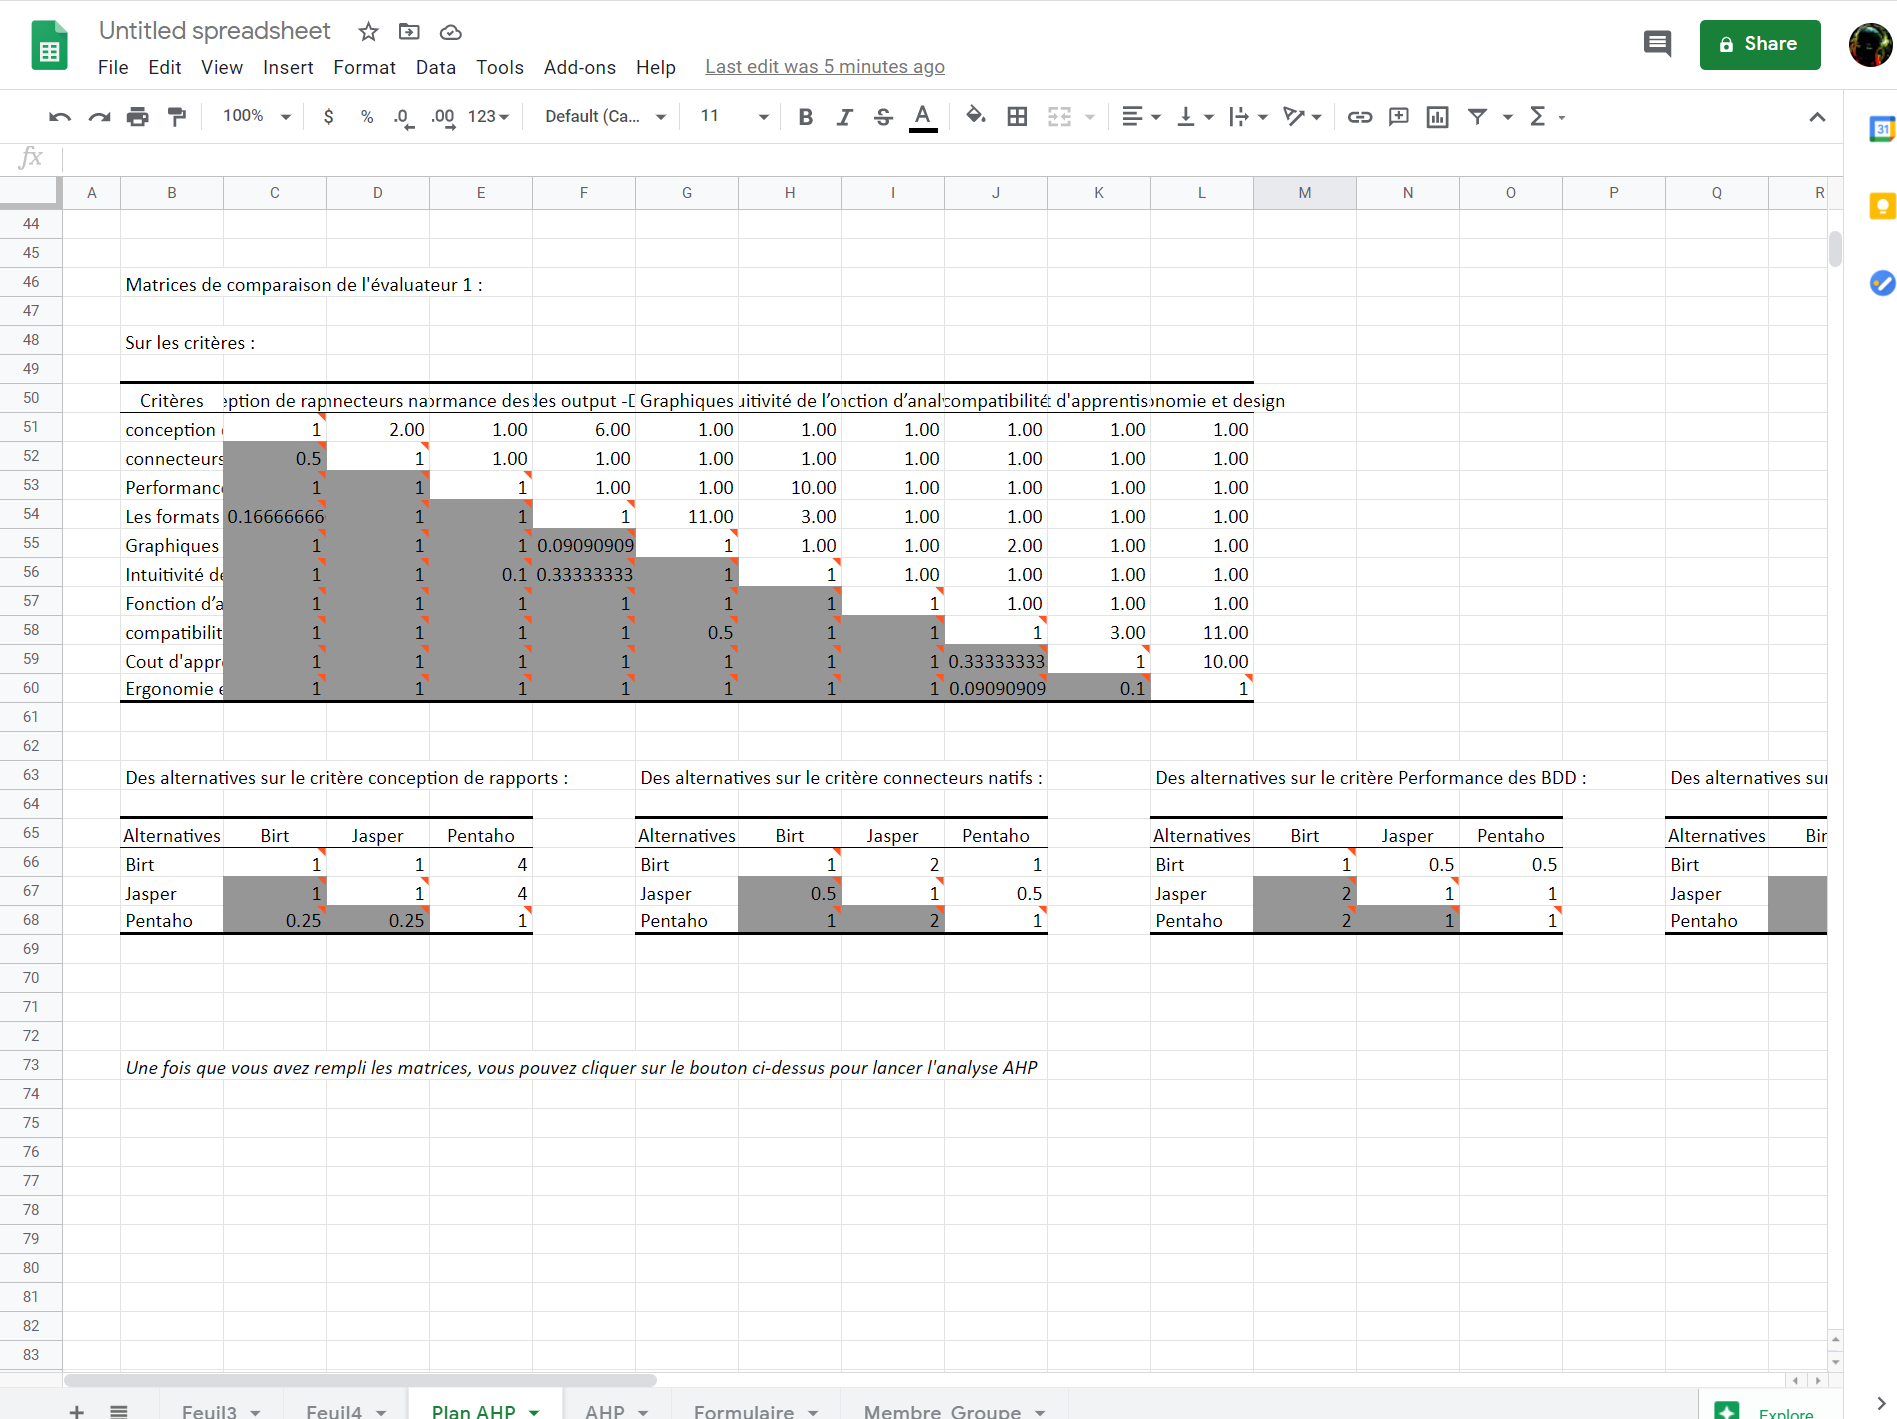 Untitled spreadsheet
File Edit View Insert Format Data Tools Add-ons Help Last edit was 5 minutes ago
Share
100% $ % .0 .00 123 Default (Ca... 11 B I S A
31
fx
A B C D E F G H I J K L M N O P Q R
44
45
46 Matrices de comparaison de l'évaluateur 1 :
47
48 Sur les critères :
49
50 Critères eption de rap nnecteurs na ormance des des output -D Graphiques uitivité de l’o nction d’anal compatibilité t d'apprentis onomie et design
51 conception 1 2.00 1.00 6.00 1.00 1.00 1.00 1.00 1.00 1.00
52 connecteurs 0.5 1 1.00 1.00 1.00 1.00 1.00 1.00 1.00 1.00
53 Performanc 1 1 1 1.00 1.00 10.00 1.00 1.00 1.00 1.00
54 Les formats 0.16666666 1 1 1 11.00 3.00 1.00 1.00 1.00 1.00
55 Graphiques 1 1 1 0.09090909 1 1.00 1.00 2.00 1.00 1.00
56 Intuitivité de 1 1 0.1 0.33333333 1 1 1.00 1.00 1.00 1.00
57 Fonction d’a 1 1 1 1 1 1 1 1.00 1.00 1.00
58 compatibilit 1 1 1 1 0.5 1 1 1 3.00 11.00
59 Cout d'appr 1 1 1 1 1 1 1 0.33333333 1 10.00
60 Ergonomie e 1 1 1 1 1 1 1 0.09090909 0.1 1
61
62
63 Des alternatives sur le critère conception de rapports : Des alternatives sur le critère connecteurs natifs : Des alternatives sur le critère Performance des BDD : Des alternatives sur
64
65 Alternatives Birt Jasper Pentaho Alternatives Birt Jasper Pentaho Alternatives Birt Jasper Pentaho Alternatives Bir
66 Birt 1 1 4 Birt 1 2 1 Birt 1 0.5 0.5 Birt
67 Jasper 1 1 4 Jasper 0.5 1 0.5 Jasper 2 1 1 Jasper
68 Pentaho 0.25 0.25 1 Pentaho 1 2 1 Pentaho 2 1 1 Pentaho
69
70
71
72
73 Une fois que vous avez rempli les matrices, vous pouvez cliquer sur le bouton ci-dessus pour lancer l'analyse AHP
74
75
76
77
78
79
80
81
82
83
Feuil3 Feuil4 Plan AHP AHP Formulaire Membre_Groupe Explore